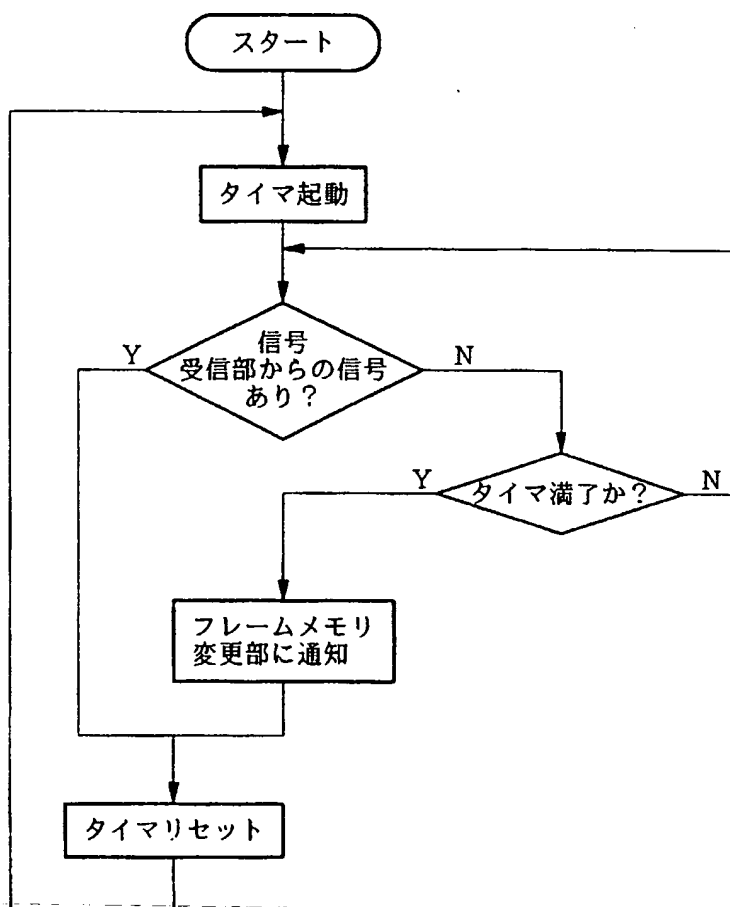 スタート
タイマ起動
信号
受信部からの信号
あり？
Y
N
タイマ満了か？
Y
N
フレームメモリ
変更部に通知
タイマリセット